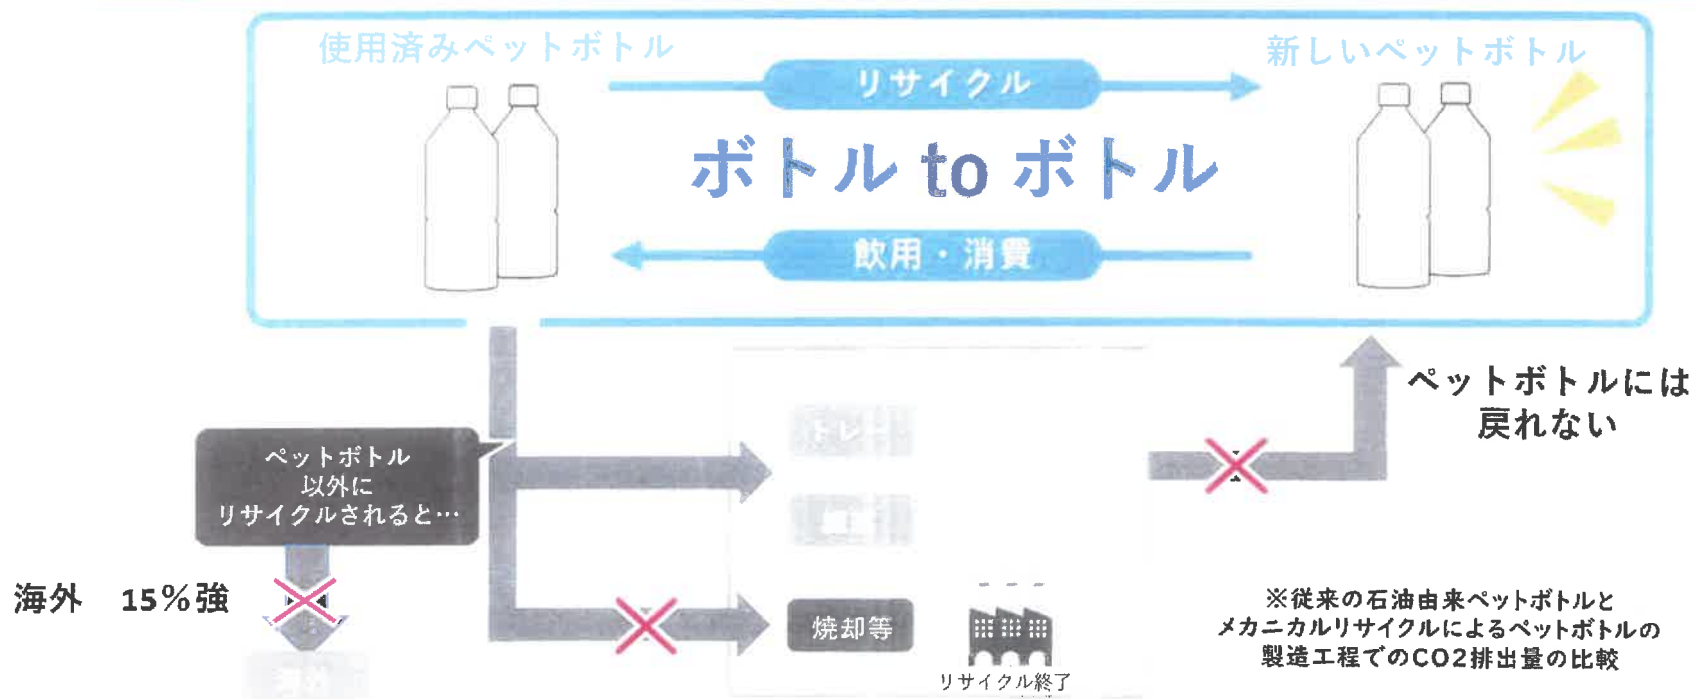 使用済みペットボトル
新しいペットボトル
リサイクル
ボトル to ボトル
飲用・消費
ペットボトルには
戻れない
トレー
ペットボトル
以外に
リサイクルされると…
海外 15%強
焼却等
リサイクル終了
※従来の石油由来ペットボトルと
メカニカルリサイクルによるペットボトルの
製造工程でのCO2排出量の比較